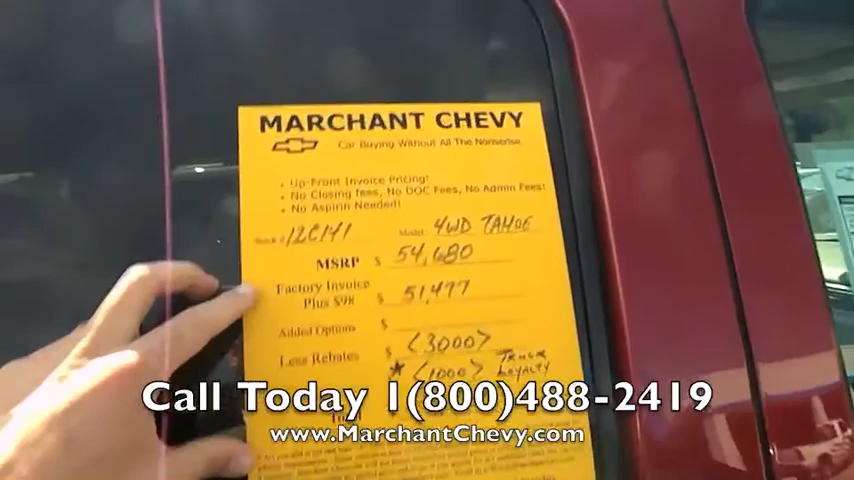 MARCHANT CHEVY
Car Buying Without All The Nonsense
• Up-Front Invoice Pricing!
• No Closing fees, No DOC Fees, No Admin Fees!
• No Aspirin Needed!
Stock # 12C141 Model 4WD TAHOE
MSRP $ 54,680
Factory Invoice Plus $98 $ 51,477
Added Options $
Less Rebates $ <3000>
* <1000> TRUCK LOYALTY
Call Today 1(800)488-2419
www.MarchantChevy.com